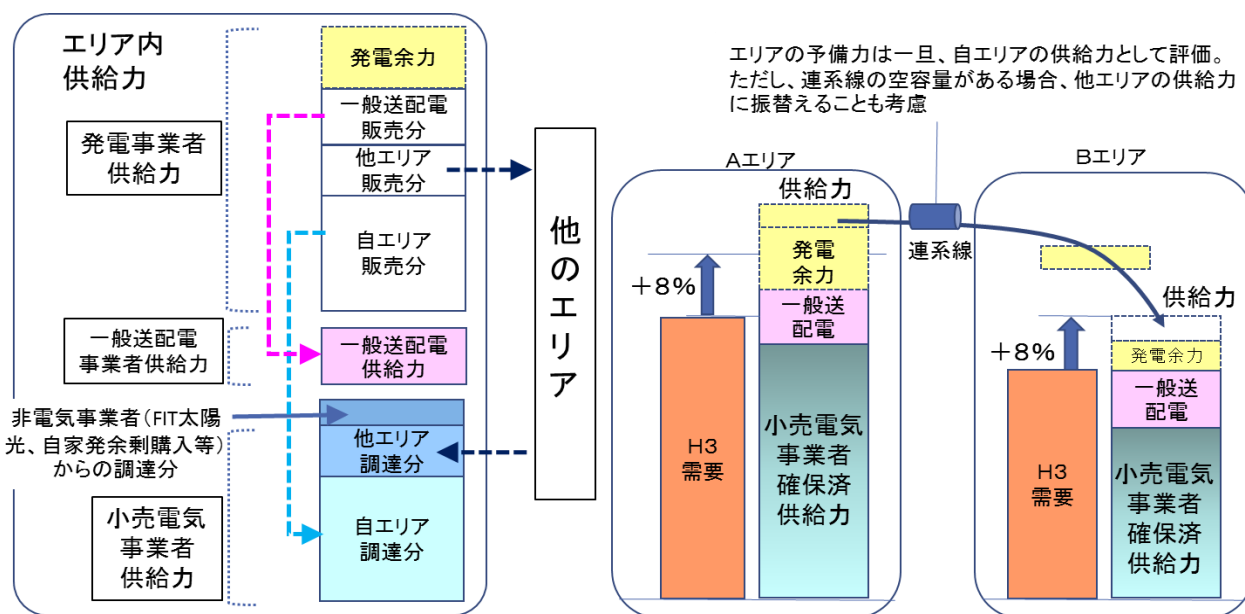 エリア内
供給力
発電事業者
供給力
一般送配電
事業者供給力
非電気事業者(FIT太陽
光、自家発余剰購入等)
からの調達分
小売電気
事業者
供給力
発電余力
一般送配電
販売分
他エリア
販売分
自エリア
販売分
一般送配電
供給力
他エリア
調達分
自エリア
調達分
他のエリア
エリアの予備力は一旦、自エリアの供給力として評価。
ただし、連系線の空容量がある場合、他エリアの供給力
に振替えることも考慮
Aエリア
供給力
発電
余力
+8%
一般送
配電
H3
需要
小売電気
事業者
確保済
供給力
連系線
Bエリア
供給力
+8%
発電余力
一般送
配電
H3
需要
小売電気
事業者
確保済
供給力